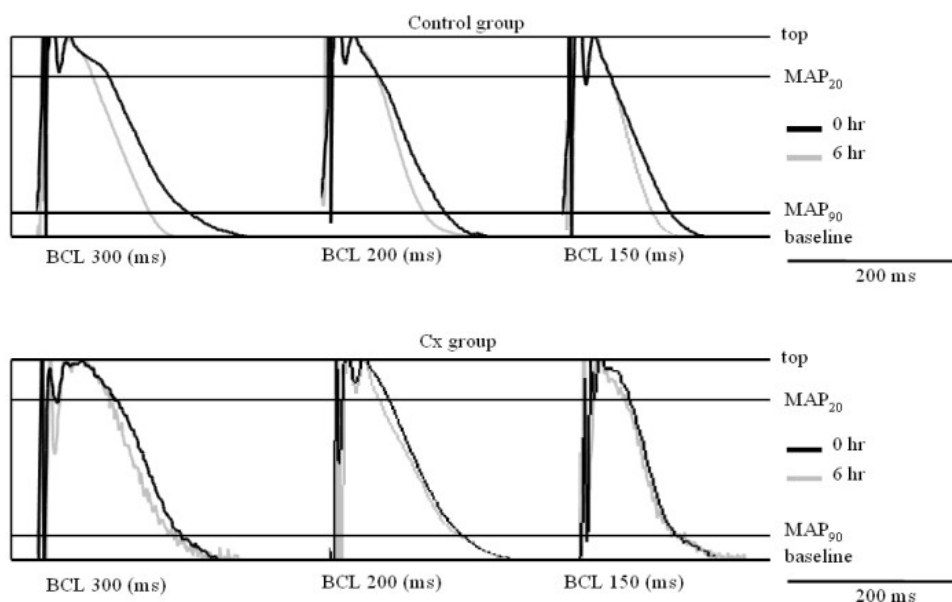 Control group
top
MAP20
0 hr
6 hr
MAP90
baseline
BCL 300 (ms) BCL 200 (ms) BCL 150 (ms)
200 ms
Cx group
top
MAP20
0 hr
6 hr
MAP90
baseline
BCL 300 (ms) BCL 200 (ms) BCL 150 (ms)
200 ms